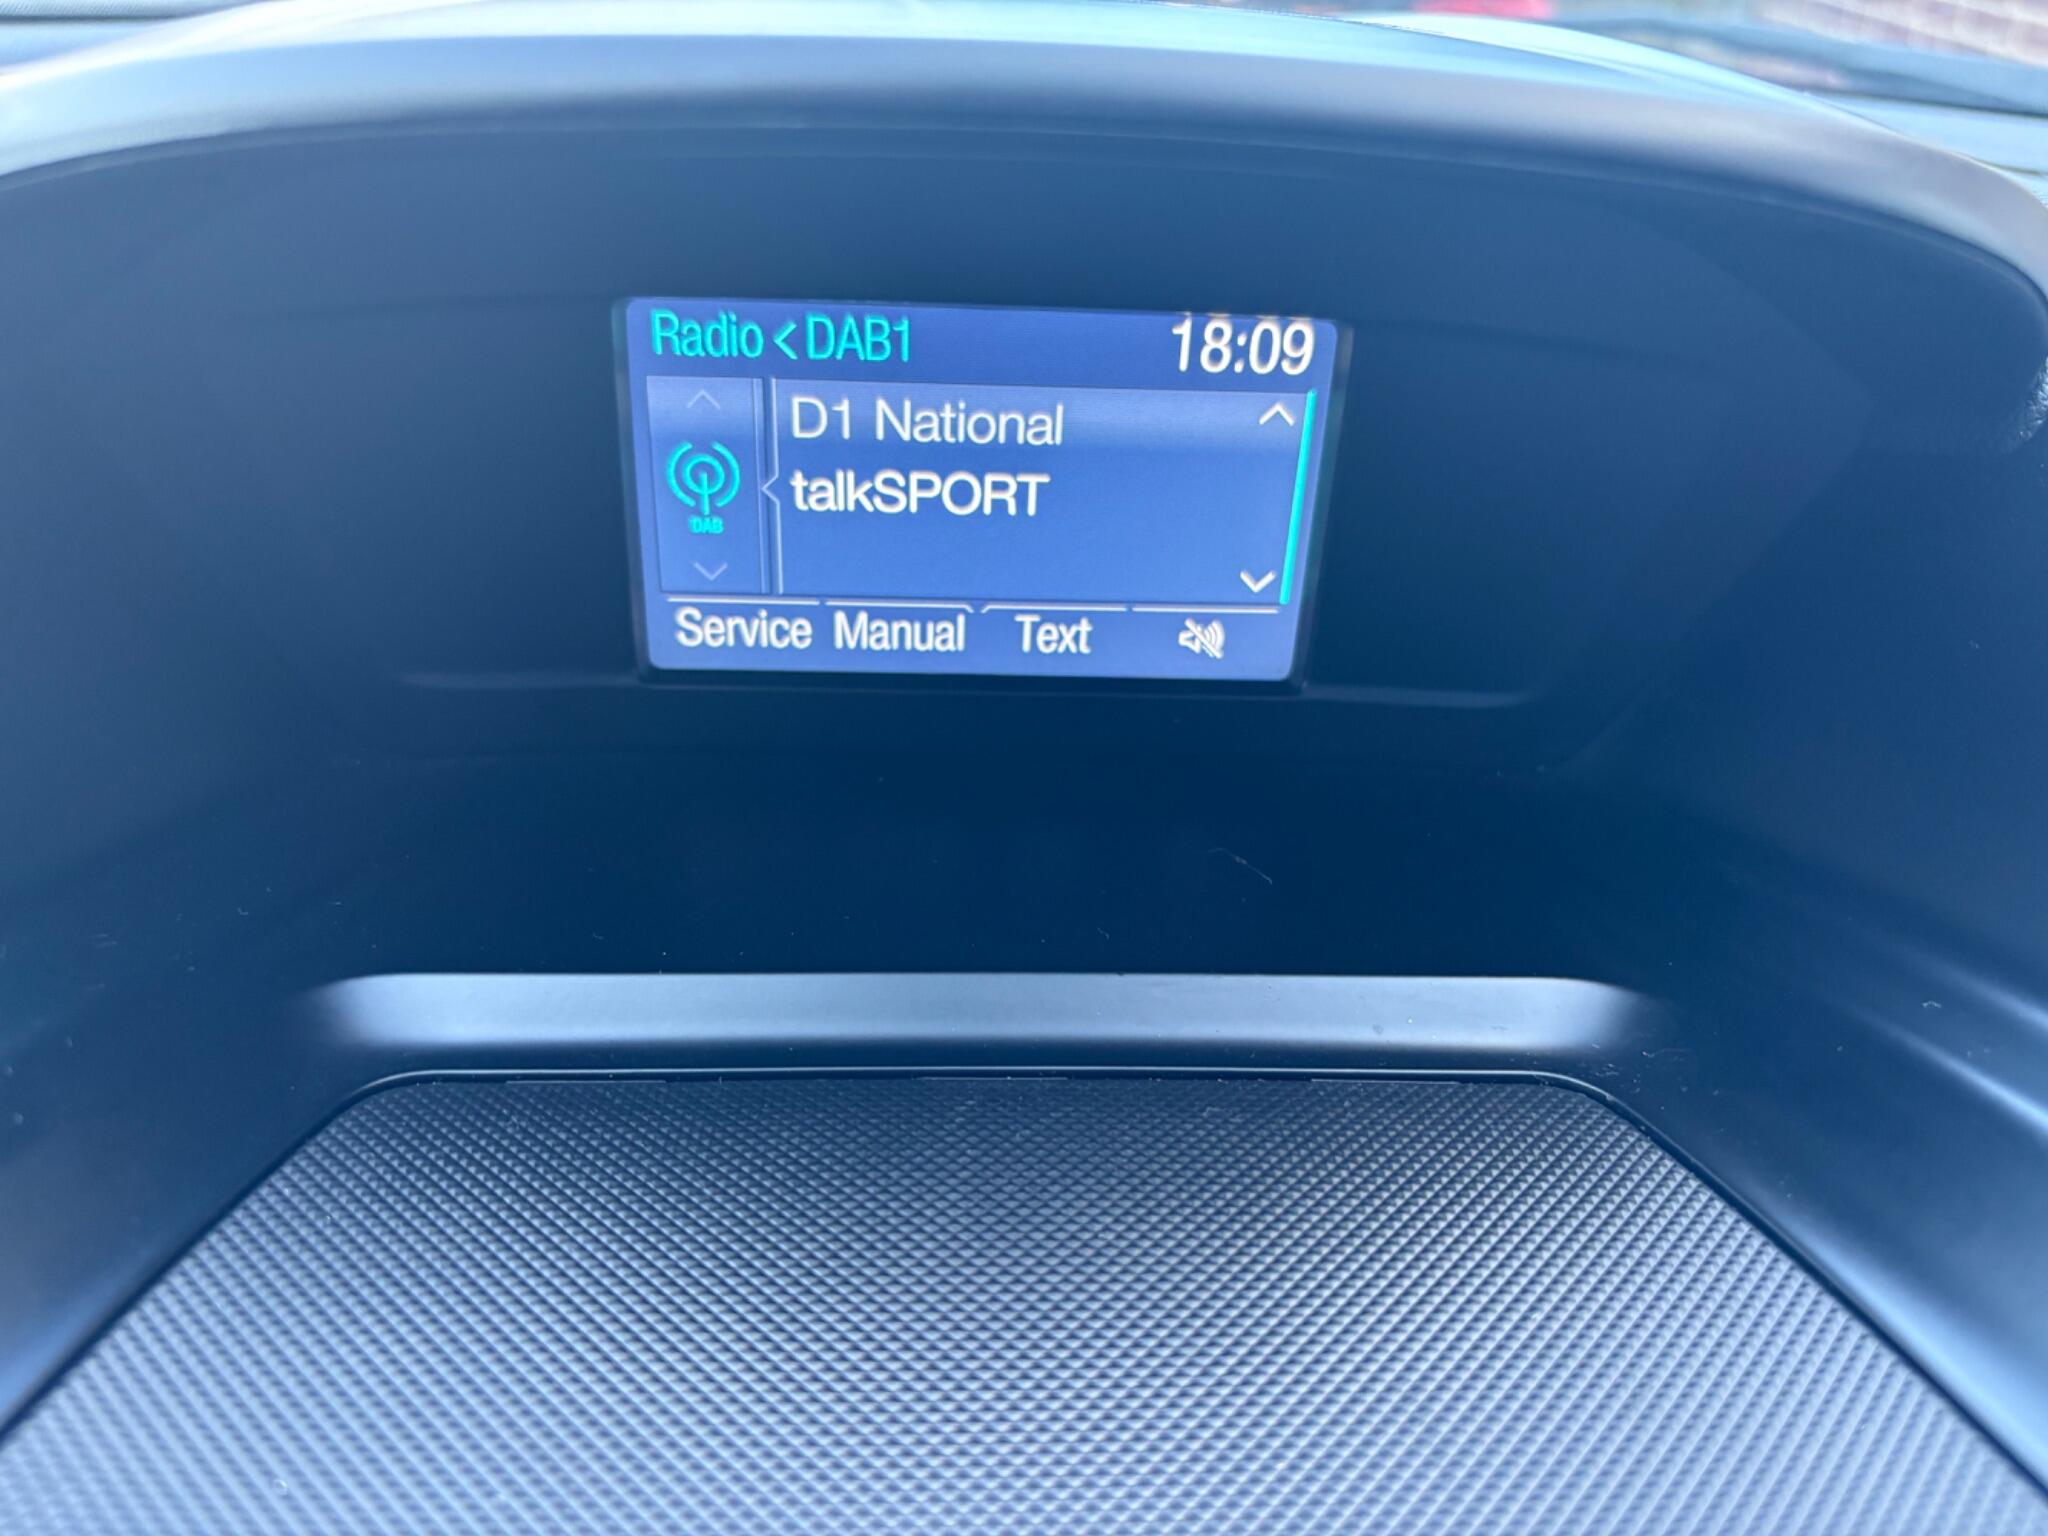 Radio < DAB1 18:09
D1 National
talkSPORT
DAB
Service Manual Text